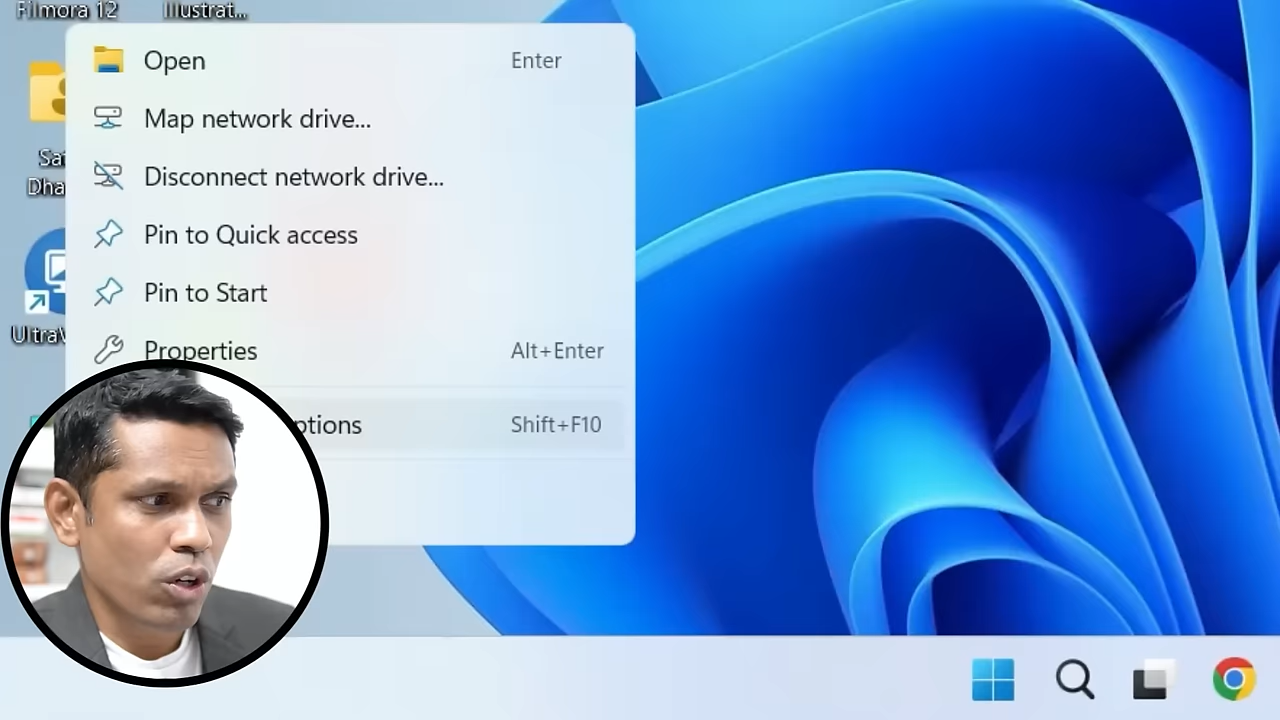 Filmora 12
Illustrat...
Open Enter
Map network drive...
Disconnect network drive...
Pin to Quick access
Pin to Start
Properties Alt+Enter
ptions Shift+F10
Sa
Dha
UltraV